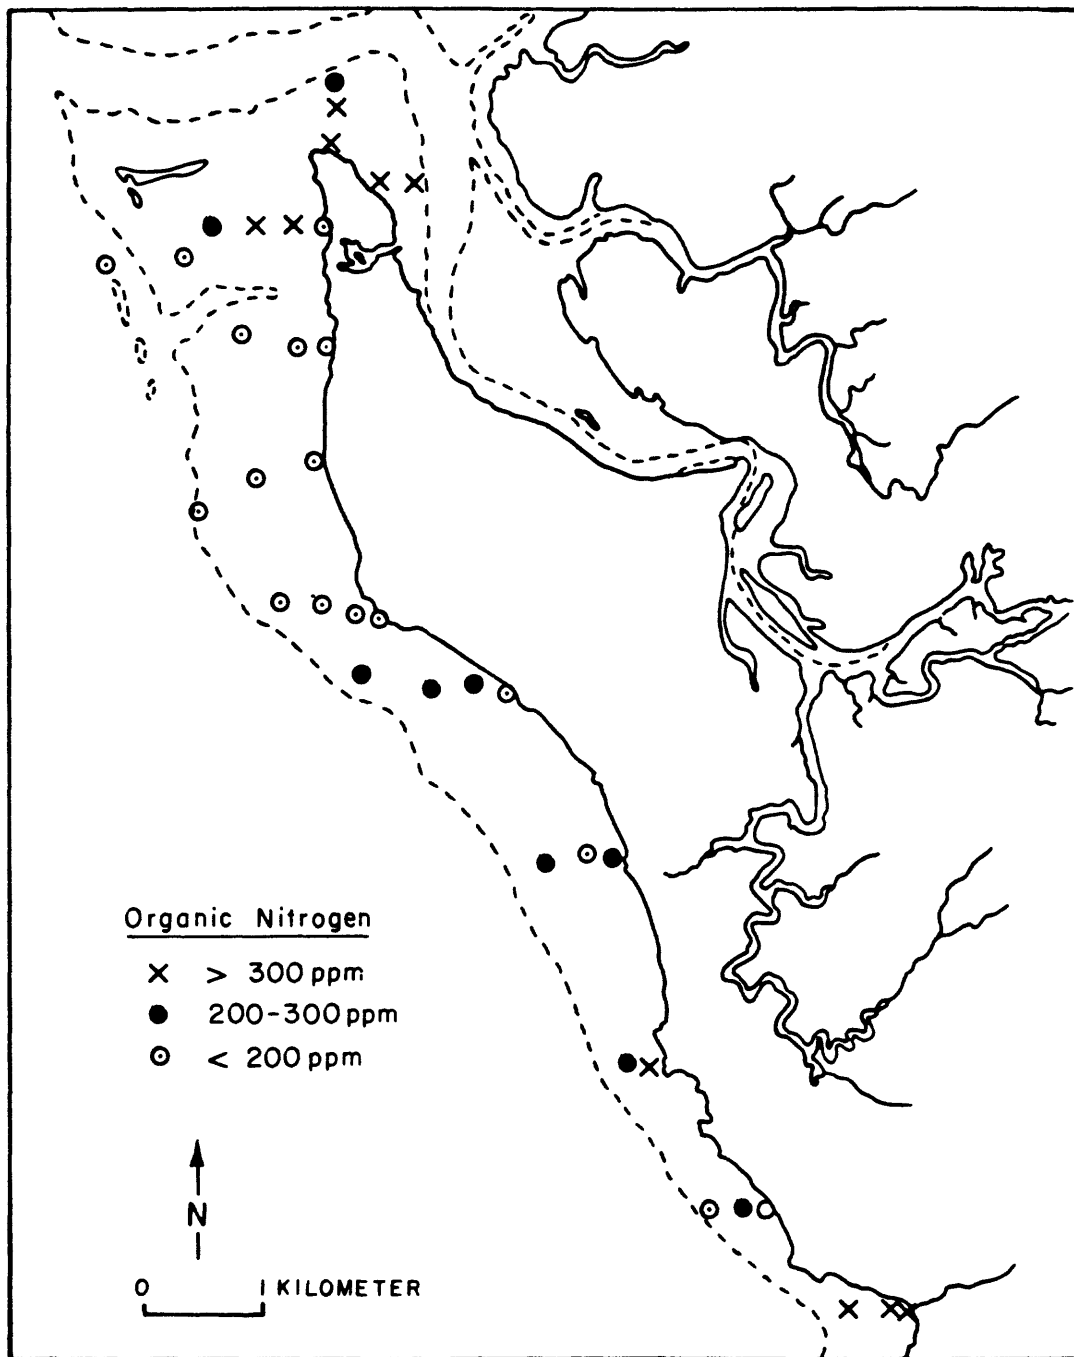 Organic Nitrogen
× > 300 ppm
● 200-300 ppm
⊙ < 200 ppm
N
0 1 KILOMETER